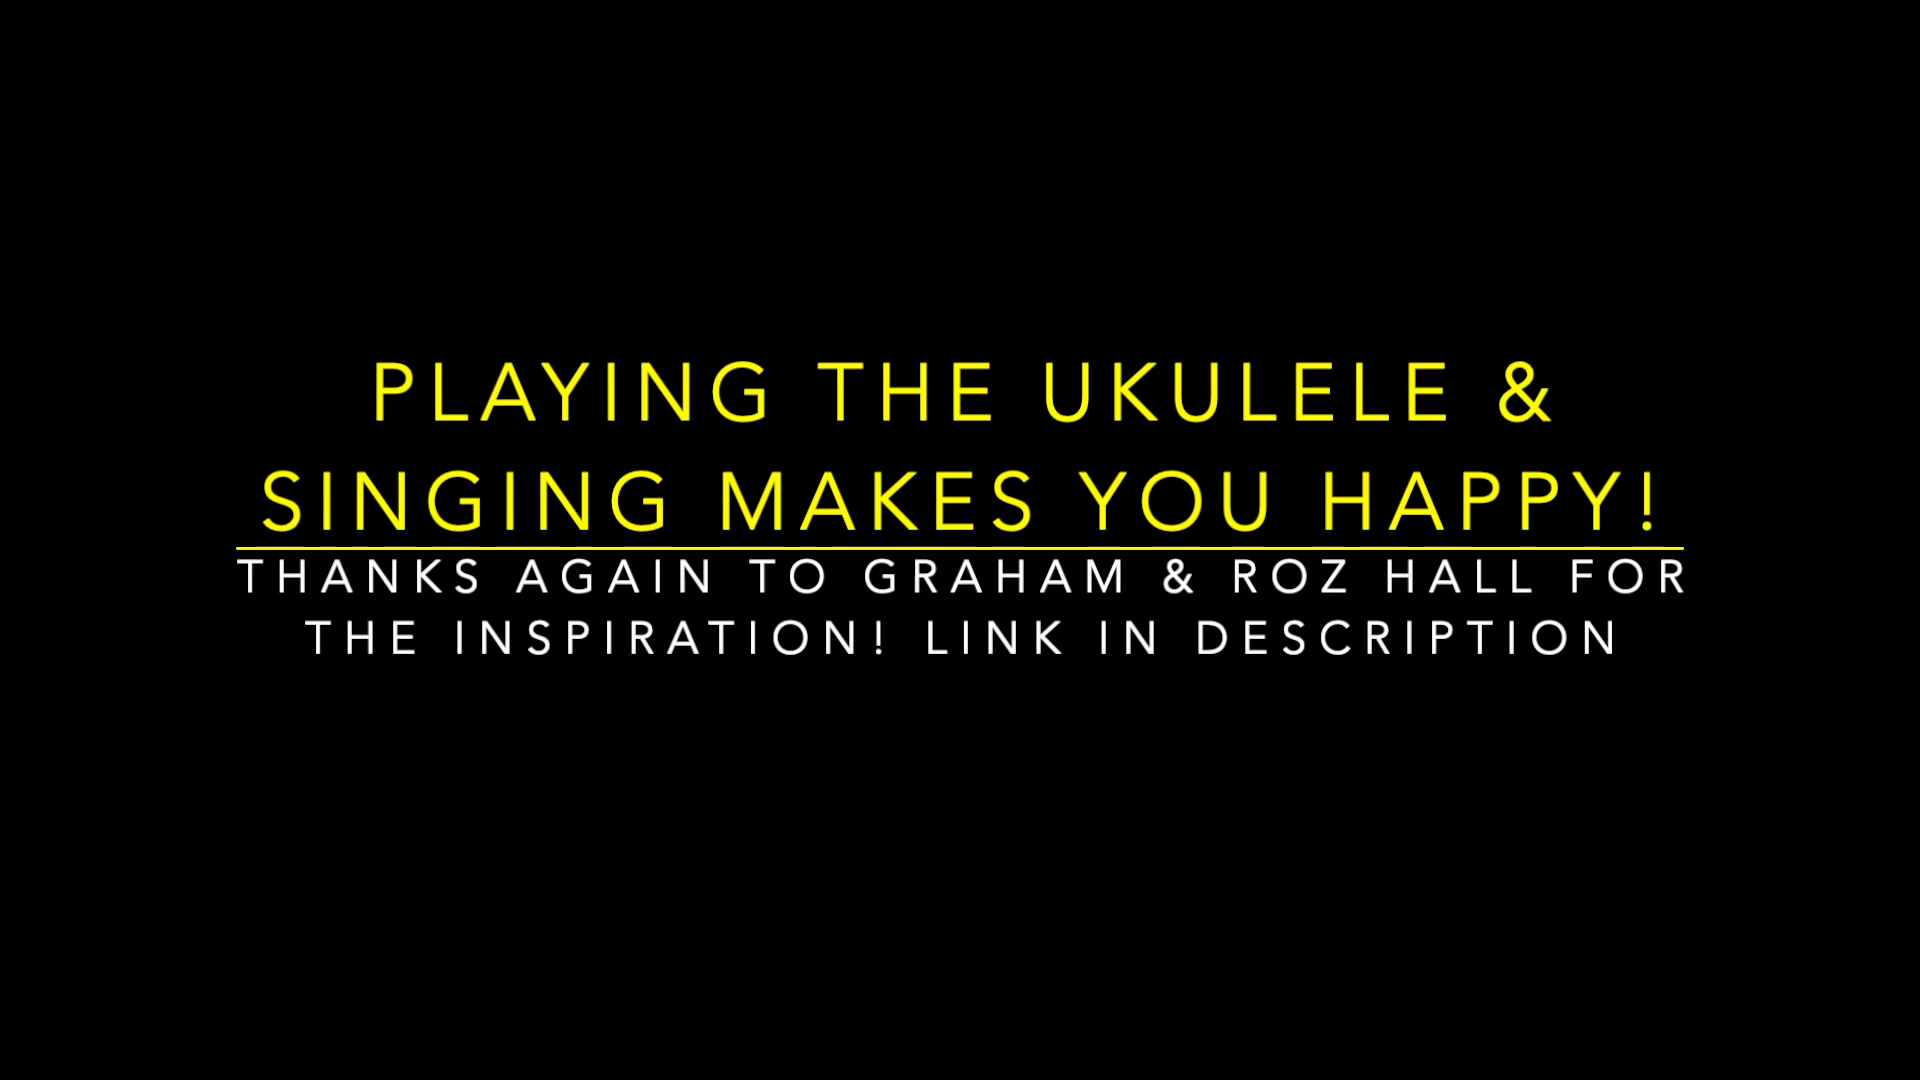 PLAYING THE UKULELE &
SINGING MAKES YOU HAPPY!
THANKS AGAIN TO GRAHAM & ROZ HALL FOR
THE INSPIRATION! LINK IN DESCRIPTION